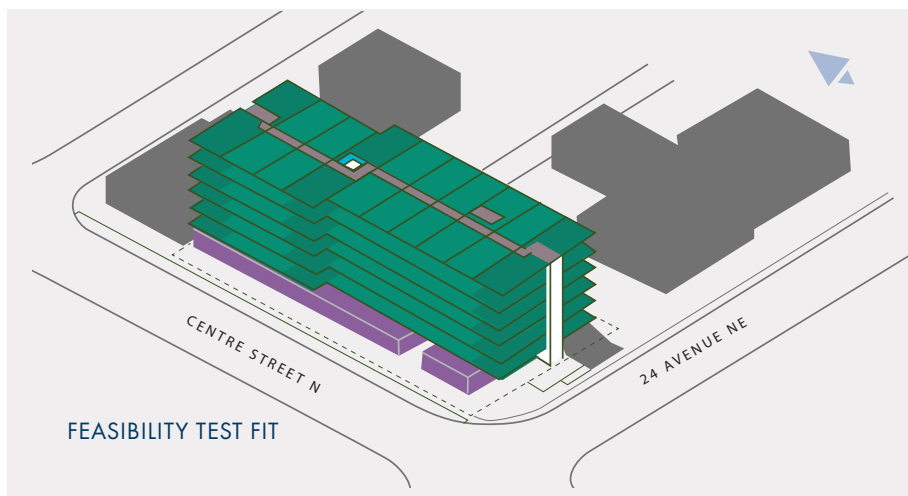 CENTRE STREET N
24 AVENUE NE
FEASIBILITY TEST FIT